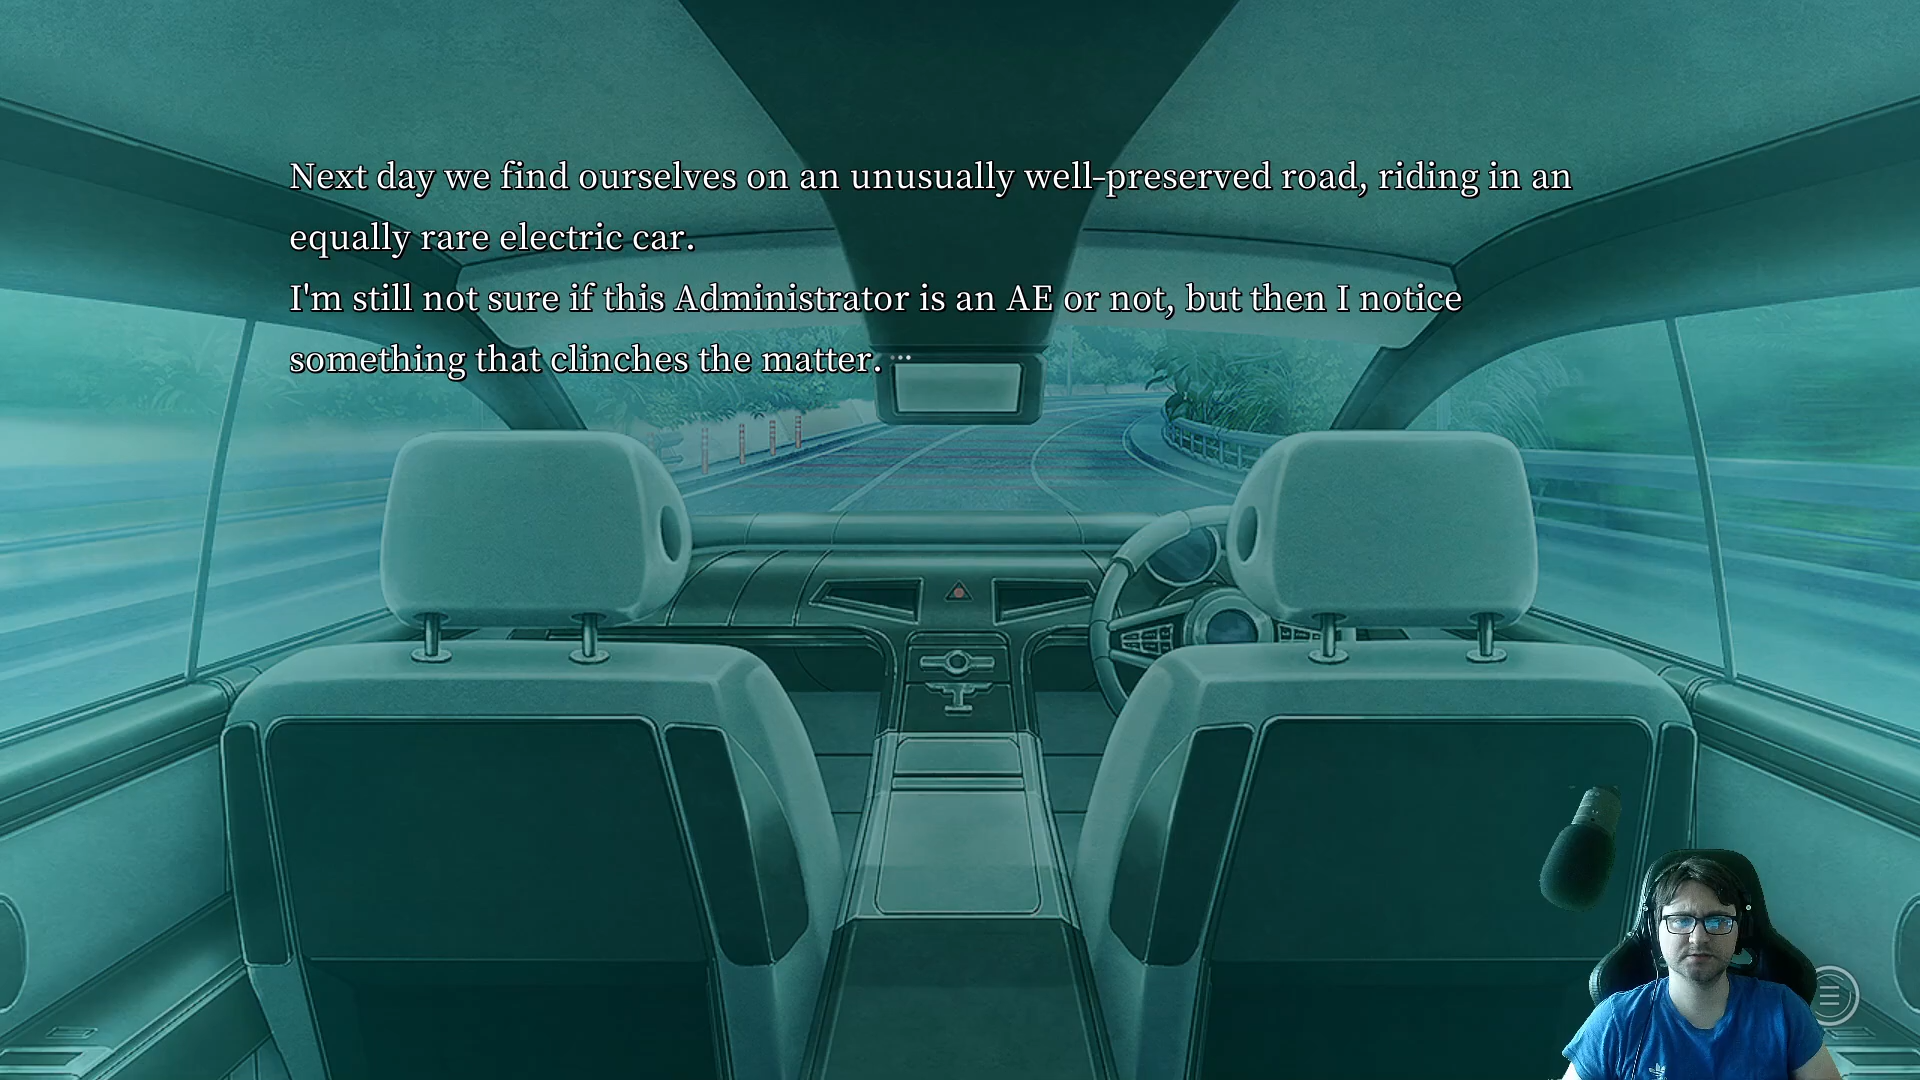 Next day we find ourselves on an unusually well-preserved road, riding in an
equally rare electric car.
I'm still not sure if this Administrator is an AE or not, but then I notice
something that clinches the matter. …